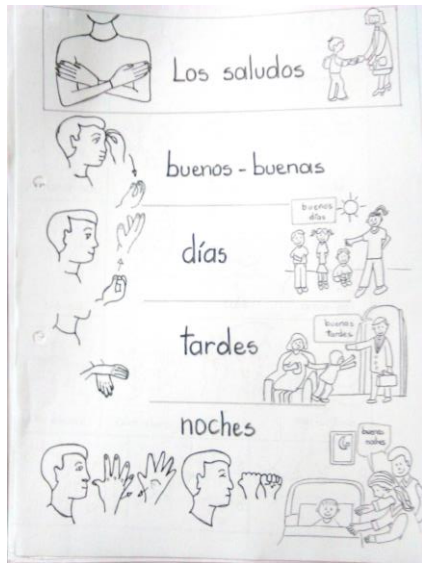 Los saludos
buenos - buenas
buenos
días
días
buenas
tardes
tardes
noches
buenas
noches